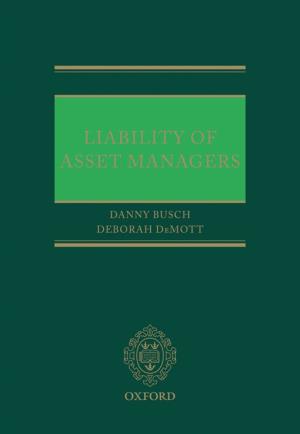 LIABILITY OF
ASSET MANAGERS
DANNY BUSCH
DEBORAH DeMOTT
OXFORD